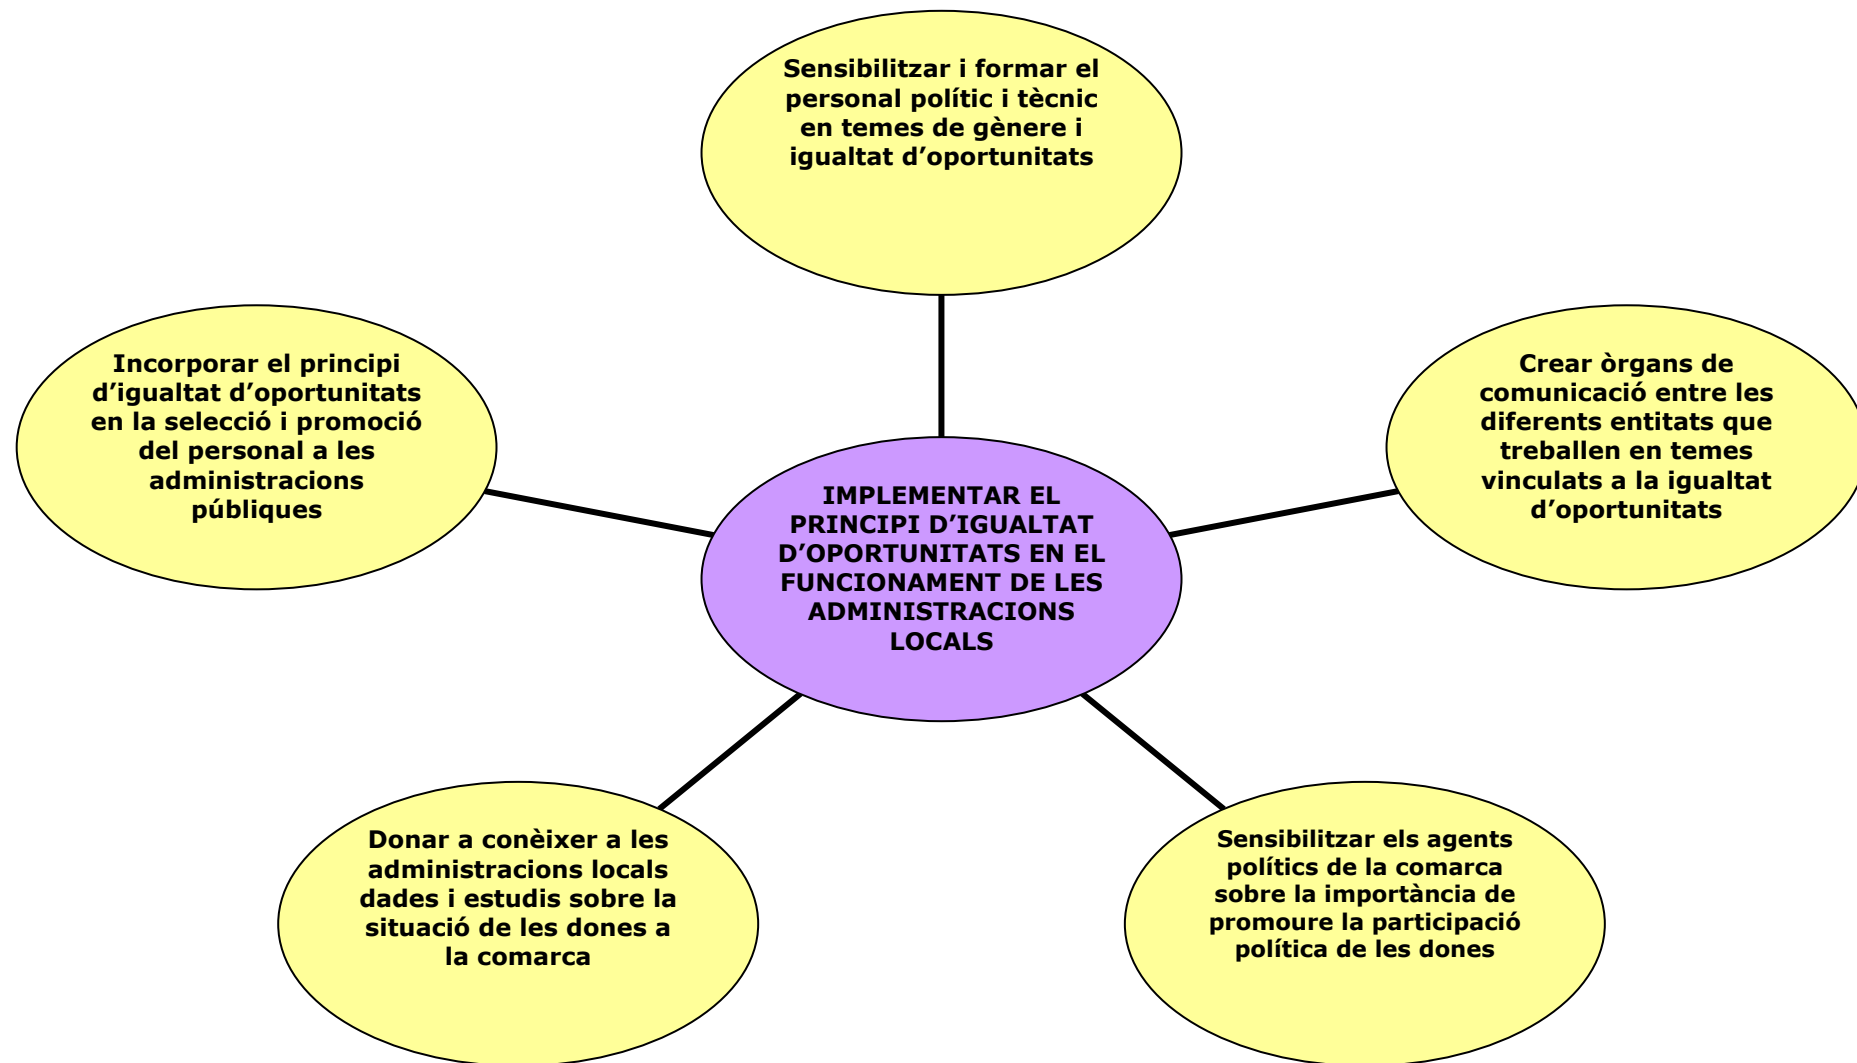 Sensibilitzar i formar el
personal polític i tècnic
en temes de gènere i
igualtat d’oportunitats
Incorporar el principi
d’igualtat d’oportunitats
en la selecció i promoció
del personal a les
administracions
públiques
Crear òrgans de
comunicació entre les
diferents entitats que
treballen en temes
vinculats a la igualtat
d’oportunitats
IMPLEMENTAR EL
PRINCIPI D’IGUALTAT
D’OPORTUNITATS EN EL
FUNCIONAMENT DE LES
ADMINISTRACIONS
LOCALS
Donar a conèixer a les
administracions locals
dades i estudis sobre la
situació de les dones a
la comarca
Sensibilitzar els agents
polítics de la comarca
sobre la importància de
promoure la participació
política de les dones